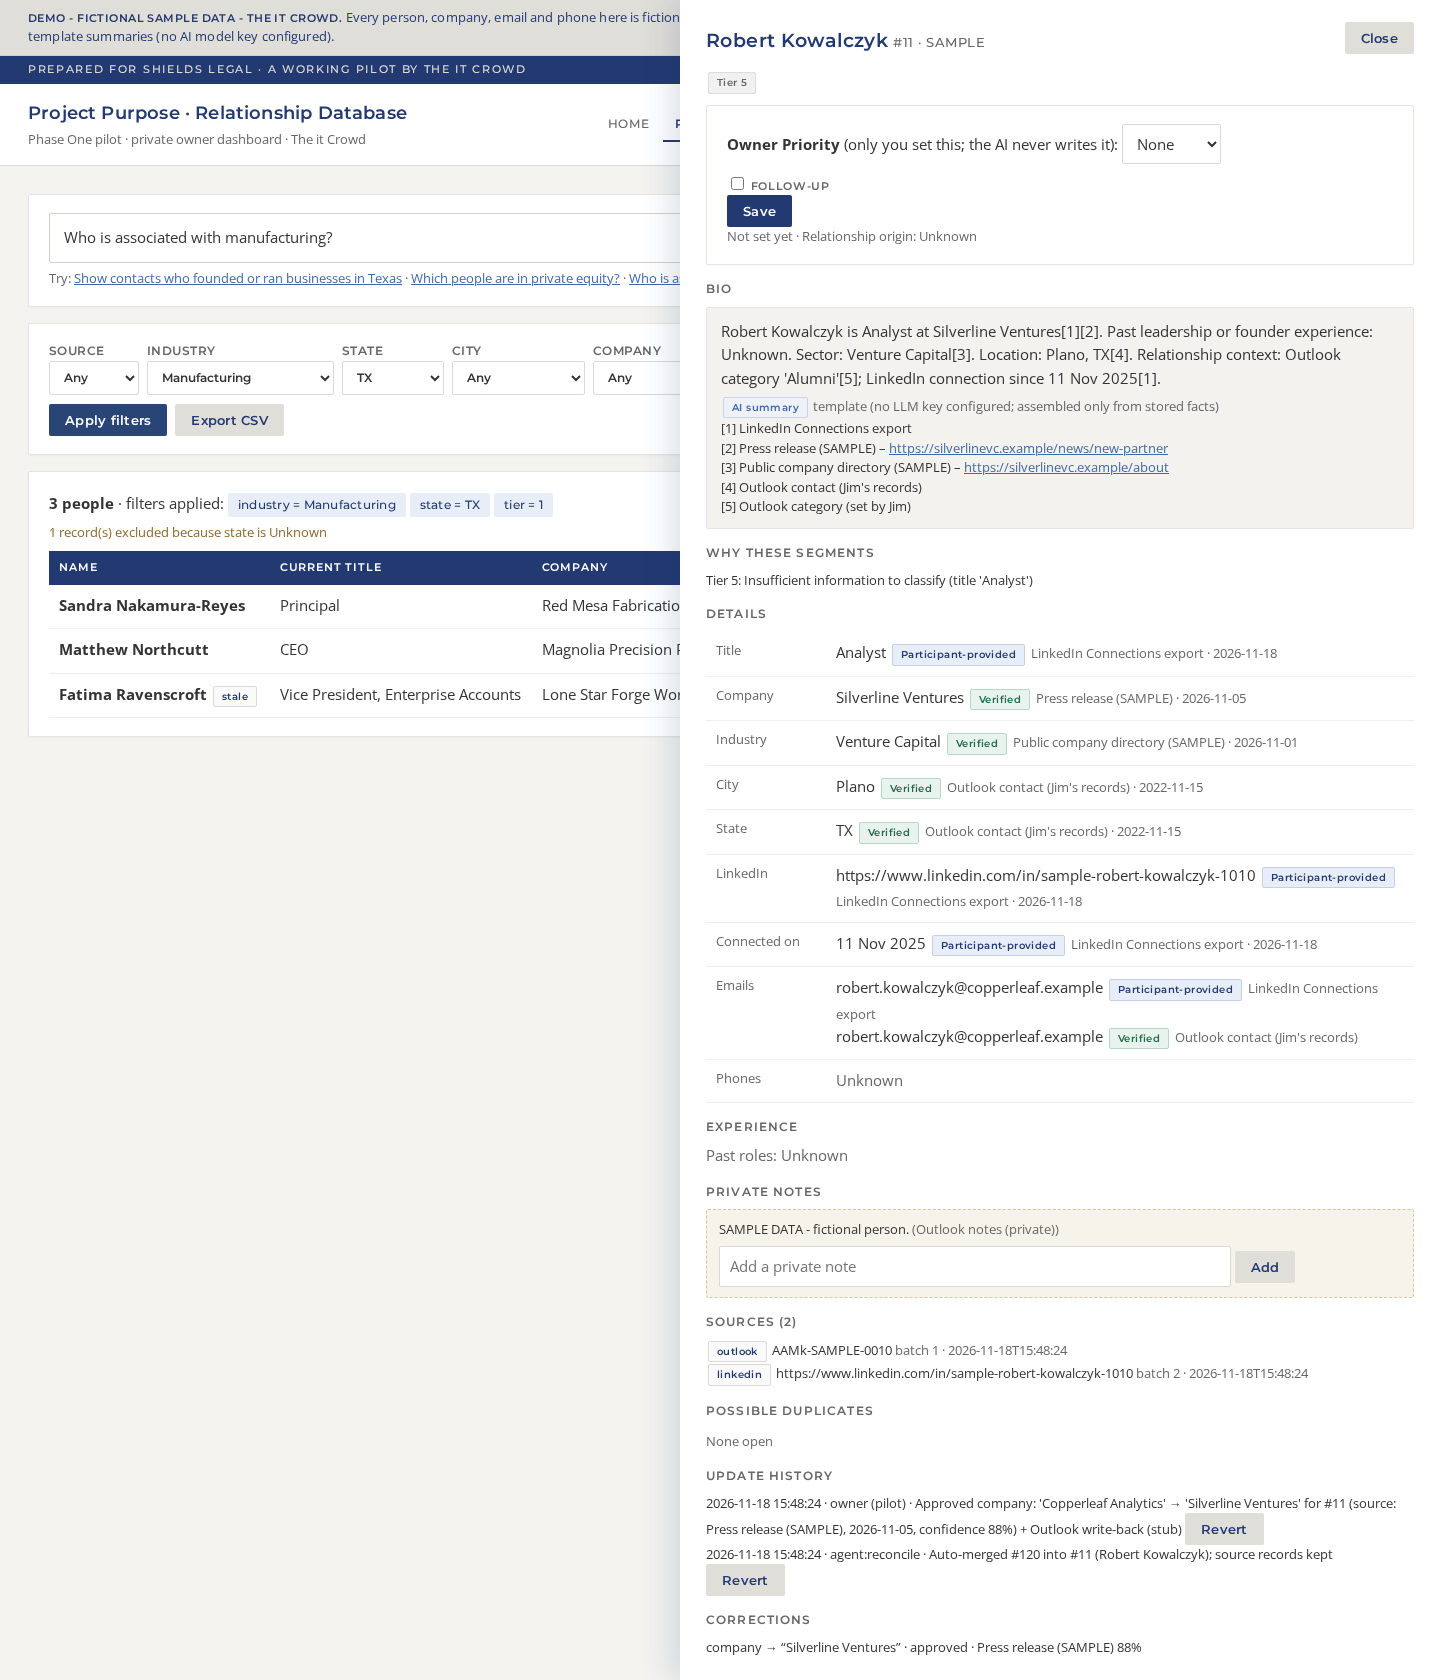 DEMO - FICTIONAL SAMPLE DATA - THE IT CROWD. Every person, company, email and phone here is fiction
template summaries (no AI model key configured).
PREPARED FOR SHIELDS LEGAL · A WORKING PILOT BY THE IT CROWD
Project Purpose · Relationship Database
Phase One pilot · private owner dashboard · The it Crowd
HOME
Who is associated with manufacturing?
Try: Show contacts who founded or ran businesses in Texas · Which people are in private equity? · Who is
SOURCE INDUSTRY STATE CITY COMPANY
Any Manufacturing TX Any Any
Apply filters Export CSV
3 people · filters applied: industry = Manufacturing state = TX tier = 1
1 record(s) excluded because state is Unknown
NAME CURRENT TITLE COMPANY
Sandra Nakamura-Reyes Principal Red Mesa Fabricatio
Matthew Northcutt CEO Magnolia Precision
Fatima Ravenscroft stale Vice President, Enterprise Accounts Lone Star Forge Wor
Robert Kowalczyk #11 · SAMPLE
Close
Tier 5
Owner Priority (only you set this; the AI never writes it): None
FOLLOW-UP
Save
Not set yet · Relationship origin: Unknown
BIO
Robert Kowalczyk is Analyst at Silverline Ventures[1][2]. Past leadership or founder experience:
Unknown. Sector: Venture Capital[3]. Location: Plano, TX[4]. Relationship context: Outlook
category 'Alumni'[5]; LinkedIn connection since 11 Nov 2025[1].
AI summary template (no LLM key configured; assembled only from stored facts)
[1] LinkedIn Connections export
[2] Press release (SAMPLE) – https://silverlinevc.example/news/new-partner
[3] Public company directory (SAMPLE) – https://silverlinevc.example/about
[4] Outlook contact (Jim's records)
[5] Outlook category (set by Jim)
WHY THESE SEGMENTS
Tier 5: Insufficient information to classify (title 'Analyst')
DETAILS
Title Analyst Participant-provided LinkedIn Connections export · 2026-11-18
Company Silverline Ventures Verified Press release (SAMPLE) · 2026-11-05
Industry Venture Capital Verified Public company directory (SAMPLE) · 2026-11-01
City Plano Verified Outlook contact (Jim's records) · 2022-11-15
State TX Verified Outlook contact (Jim's records) · 2022-11-15
LinkedIn https://www.linkedin.com/in/sample-robert-kowalczyk-1010 Participant-provided
LinkedIn Connections export · 2026-11-18
Connected on 11 Nov 2025 Participant-provided LinkedIn Connections export · 2026-11-18
Emails robert.kowalczyk@copperleaf.example Participant-provided LinkedIn Connections
export
robert.kowalczyk@copperleaf.example Verified Outlook contact (Jim's records)
Phones Unknown
EXPERIENCE
Past roles: Unknown
PRIVATE NOTES
SAMPLE DATA - fictional person. (Outlook notes (private))
Add a private note Add
SOURCES (2)
outlook AAMk-SAMPLE-0010 batch 1 · 2026-11-18T15:48:24
linkedin https://www.linkedin.com/in/sample-robert-kowalczyk-1010 batch 2 · 2026-11-18T15:48:24
POSSIBLE DUPLICATES
None open
UPDATE HISTORY
2026-11-18 15:48:24 · owner (pilot) · Approved company: 'Copperleaf Analytics' → 'Silverline Ventures' for #11 (source:
Press release (SAMPLE), 2026-11-05, confidence 88%) + Outlook write-back (stub) Revert
2026-11-18 15:48:24 · agent:reconcile · Auto-merged #120 into #11 (Robert Kowalczyk); source records kept
Revert
CORRECTIONS
company → “Silverline Ventures” · approved · Press release (SAMPLE) 88%